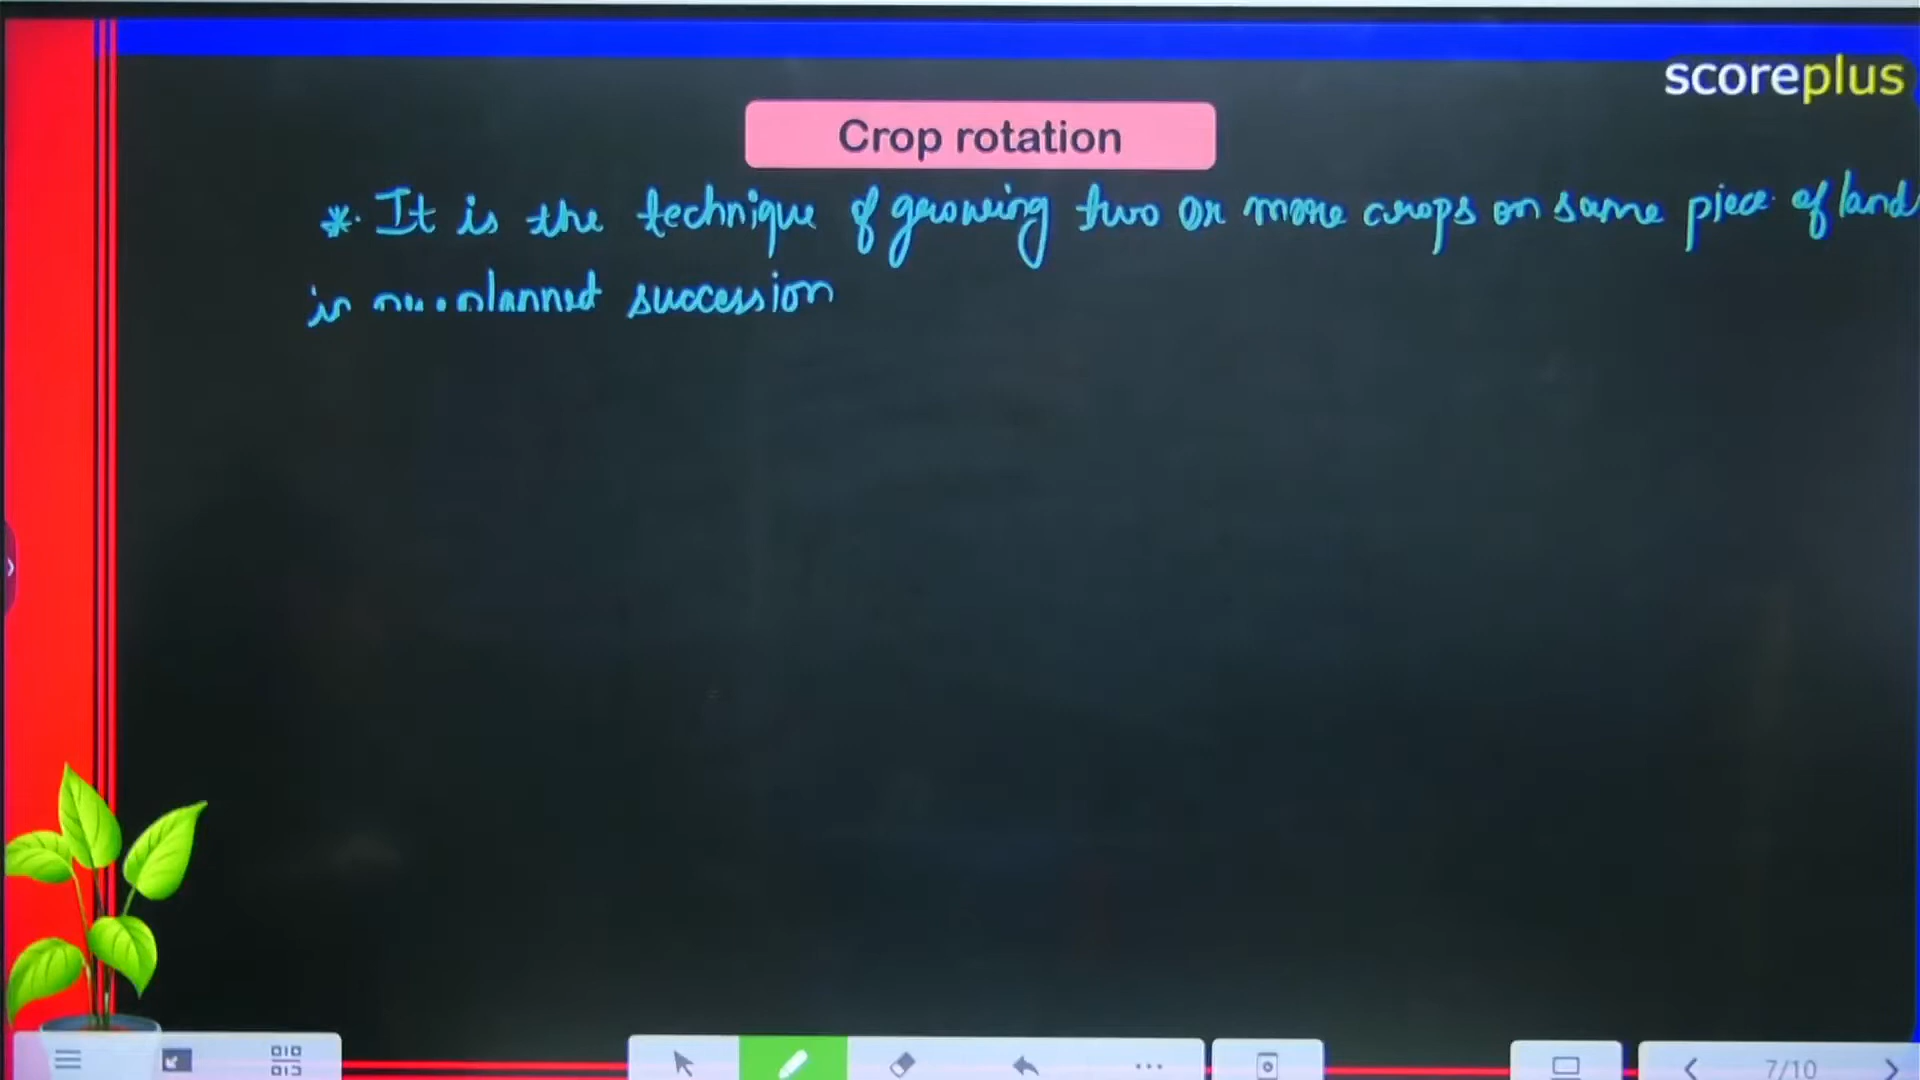 scoreplus
Crop rotation
*. It is the technique of growing two or more crops on same piece of land
in planned succession
7/10